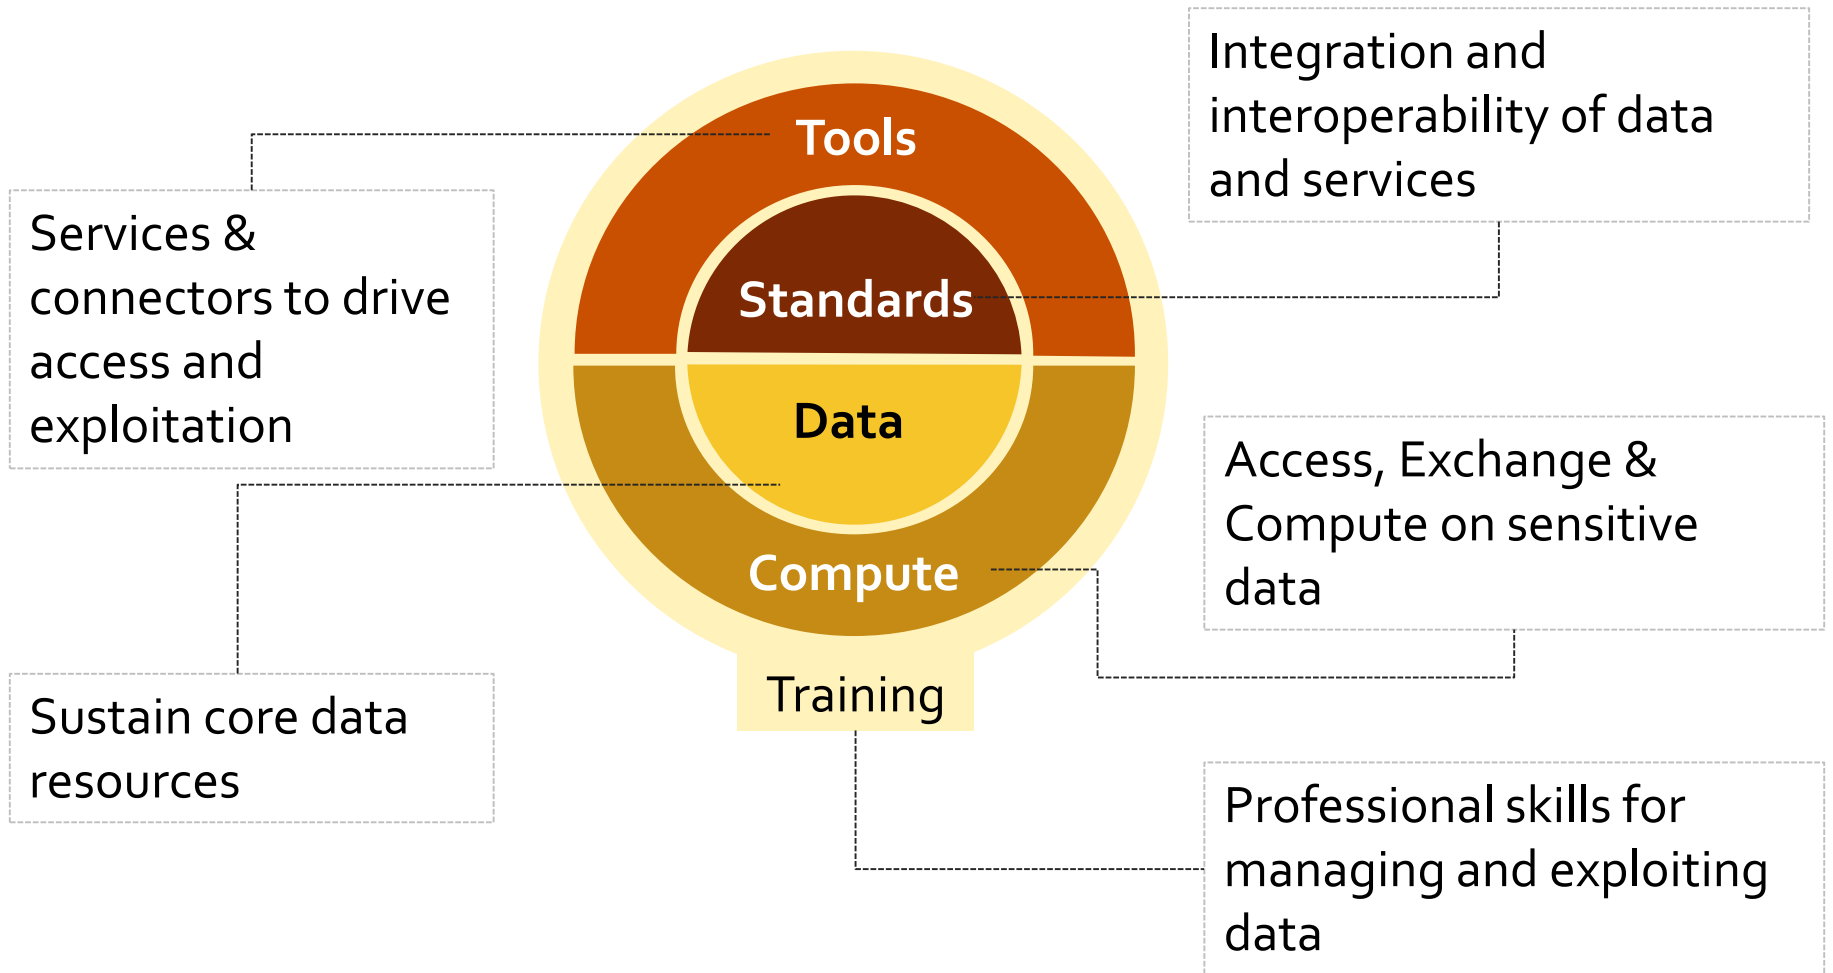 Tools
Standards
Data
Compute
Training
Services &
connectors to drive
access and
exploitation
Sustain core data
resources
Integration and
interoperability of data
and services
Access, Exchange &
Compute on sensitive
data
Professional skills for
managing and exploiting
data